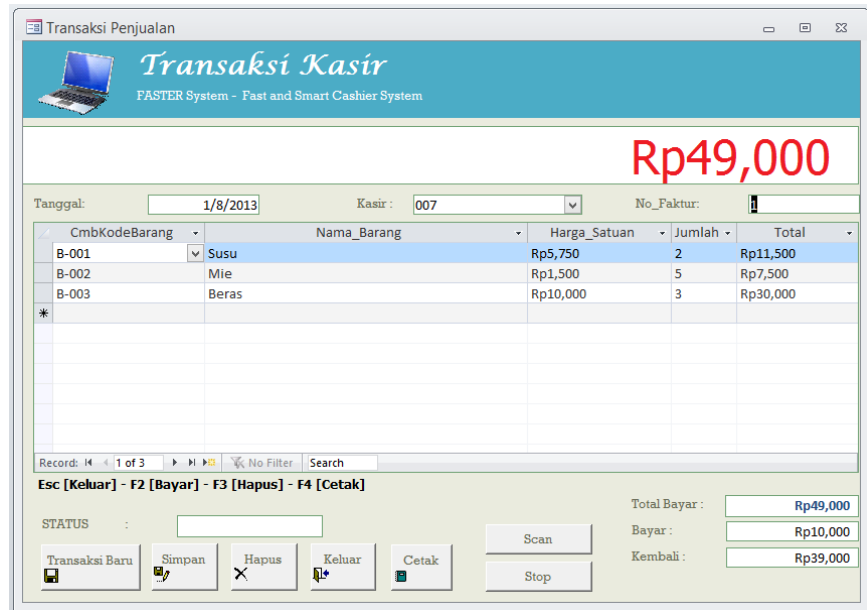 Transaksi Penjualan
Transaksi Kasir
FASTER System - Fast and Smart Cashier System
Rp49,000
Tanggal: 1/8/2013 Kasir : 007 No_Faktur: 1
CmbKodeBarang Nama_Barang Harga_Satuan Jumlah Total
B-001 Susu Rp5,750 2 Rp11,500
B-002 Mie Rp1,500 5 Rp7,500
B-003 Beras Rp10,000 3 Rp30,000
Record: 1 of 3 No Filter Search
Esc [Keluar] - F2 [Bayar] - F3 [Hapus] - F4 [Cetak]
Total Bayar : Rp49,000
STATUS :
Bayar : Rp10,000
Kembali : Rp39,000
Transaksi Baru Simpan Hapus Keluar Cetak
Scan
Stop